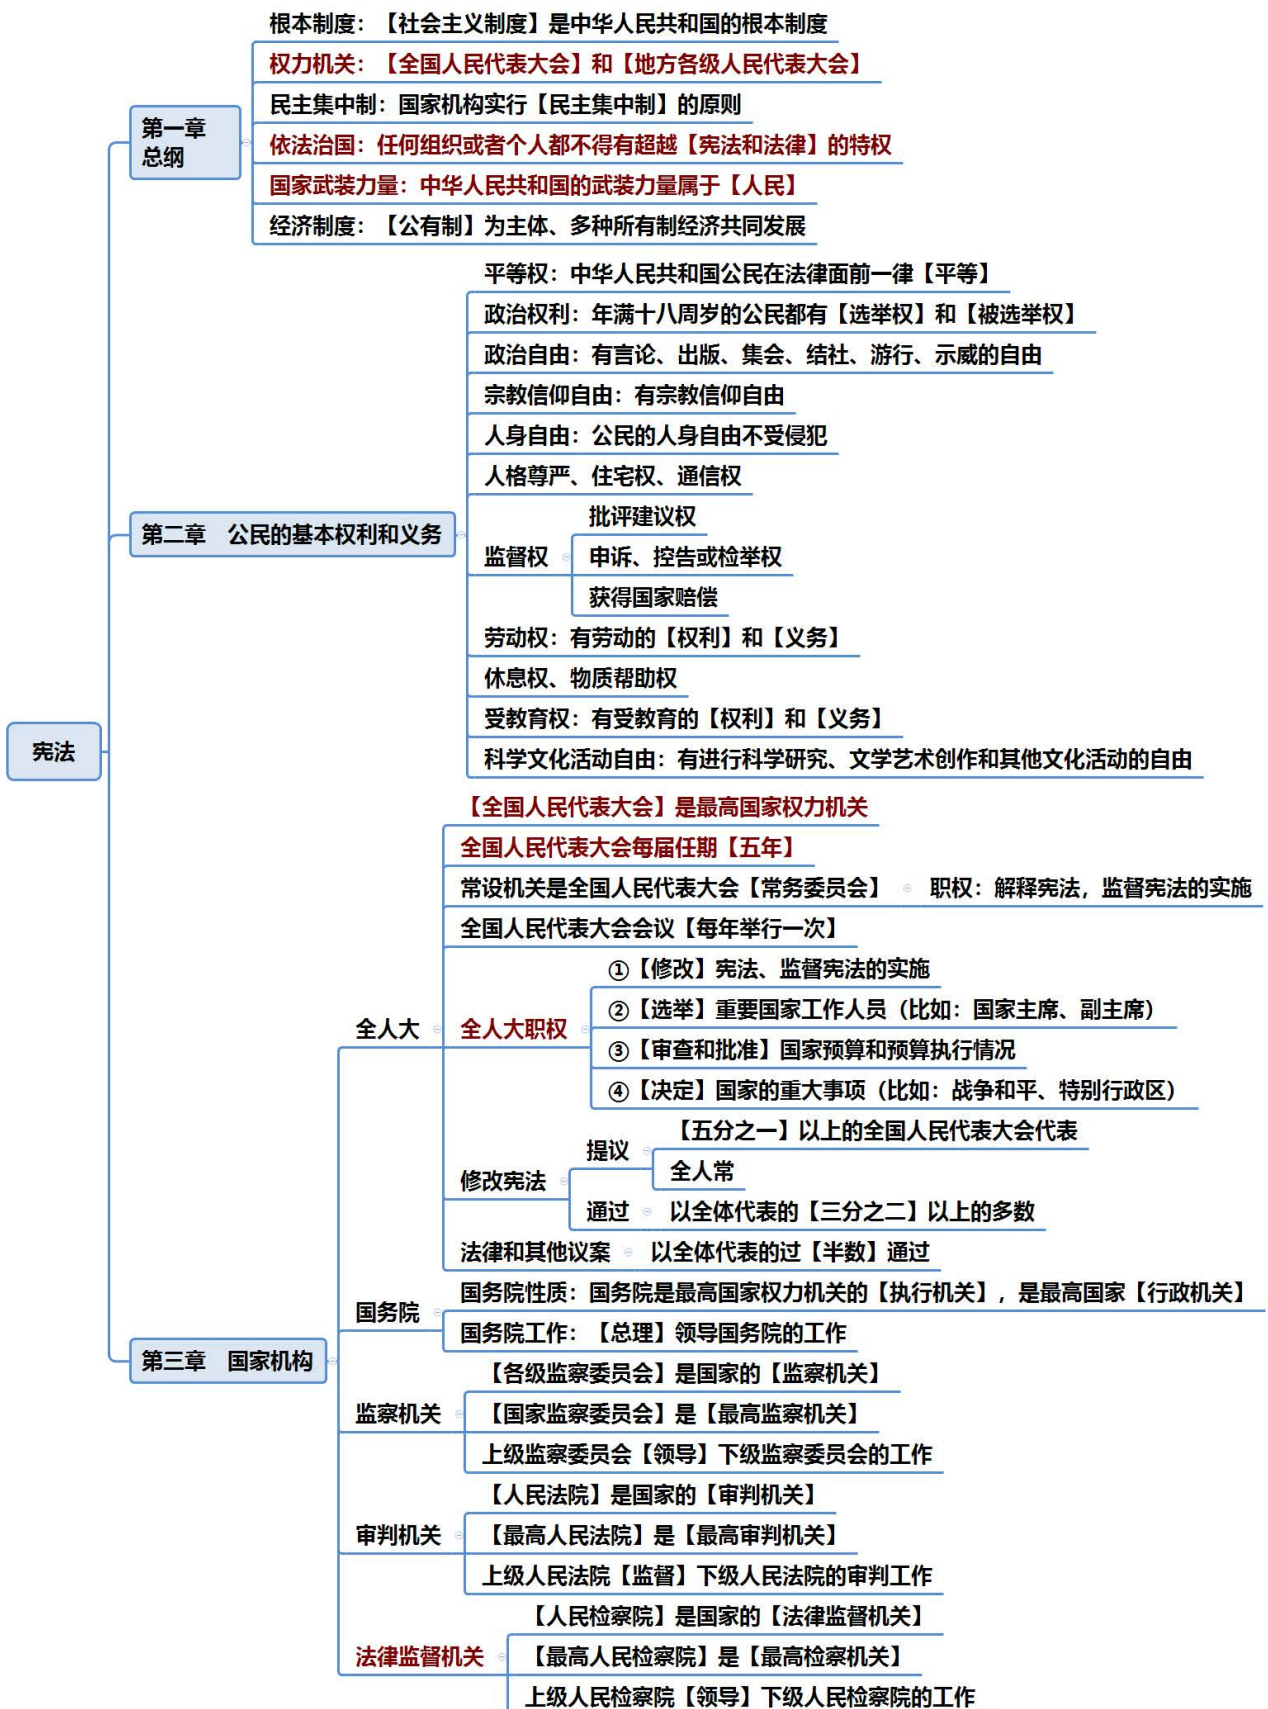 宪法
第一章
总纲
根本制度：【社会主义制度】是中华人民共和国的根本制度
权力机关：【全国人民代表大会】和【地方各级人民代表大会】
民主集中制：国家机构实行【民主集中制】的原则
依法治国：任何组织或者个人都不得有超越【宪法和法律】的特权
国家武装力量：中华人民共和国的武装力量属于【人民】
经济制度：【公有制】为主体、多种所有制经济共同发展
第二章　公民的基本权利和义务
平等权：中华人民共和国公民在法律面前一律【平等】
政治权利：年满十八周岁的公民都有【选举权】和【被选举权】
政治自由：有言论、出版、集会、结社、游行、示威的自由
宗教信仰自由：有宗教信仰自由
人身自由：公民的人身自由不受侵犯
人格尊严、住宅权、通信权
监督权
批评建议权
申诉、控告或检举权
获得国家赔偿
劳动权：有劳动的【权利】和【义务】
休息权、物质帮助权
受教育权：有受教育的【权利】和【义务】
科学文化活动自由：有进行科学研究、文学艺术创作和其他文化活动的自由
第三章　国家机构
全人大
【全国人民代表大会】是最高国家权力机关
全国人民代表大会每届任期【五年】
常设机关是全国人民代表大会【常务委员会】
职权：解释宪法，监督宪法的实施
全国人民代表大会会议【每年举行一次】
全人大职权
①【修改】宪法、监督宪法的实施
②【选举】重要国家工作人员（比如：国家主席、副主席）
③【审查和批准】国家预算和预算执行情况
④【决定】国家的重大事项（比如：战争和平、特别行政区）
修改宪法
提议
【五分之一】以上的全国人民代表大会代表
全人常
通过
以全体代表的【三分之二】以上的多数
法律和其他议案
以全体代表的过【半数】通过
国务院
国务院性质：国务院是最高国家权力机关的【执行机关】，是最高国家【行政机关】
国务院工作：【总理】领导国务院的工作
监察机关
【各级监察委员会】是国家的【监察机关】
【国家监察委员会】是【最高监察机关】
上级监察委员会【领导】下级监察委员会的工作
审判机关
【人民法院】是国家的【审判机关】
【最高人民法院】是【最高审判机关】
上级人民法院【监督】下级人民法院的审判工作
法律监督机关
【人民检察院】是国家的【法律监督机关】
【最高人民检察院】是【最高检察机关】
上级人民检察院【领导】下级人民检察院的工作